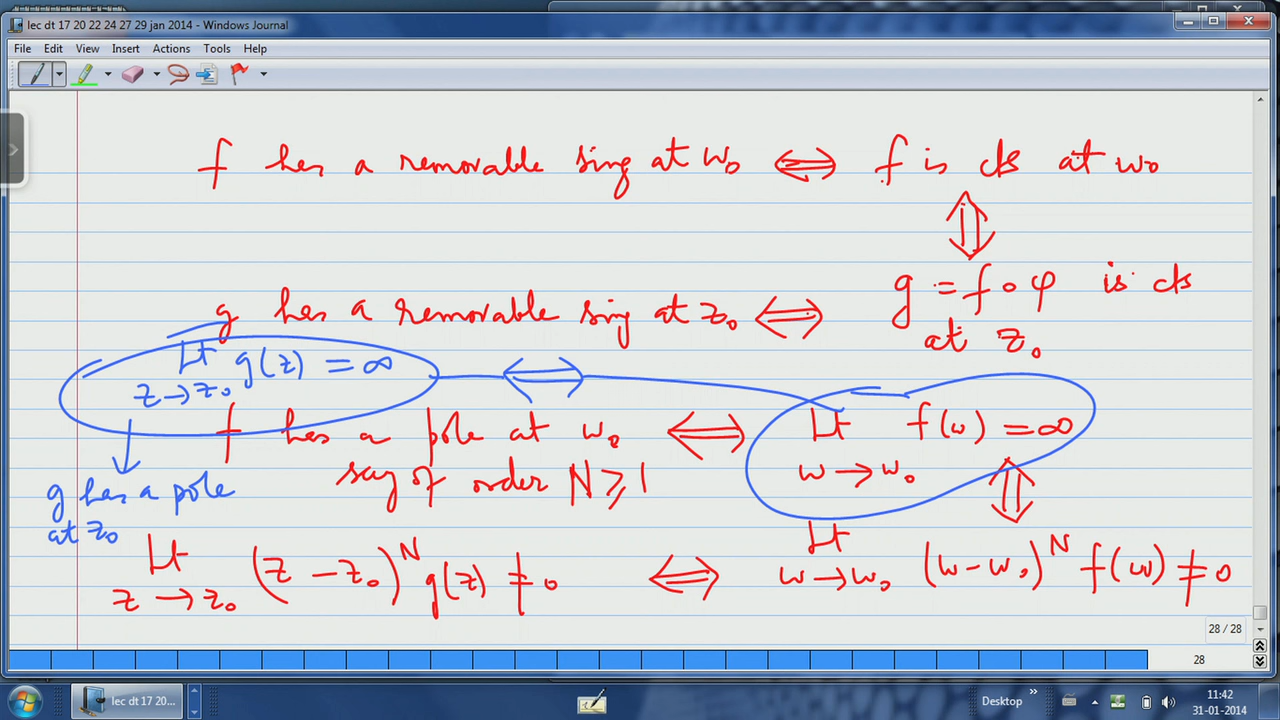 lec dt 17 20 22 24 27 29 jan 2014 - Windows Journal
File Edit View Insert Actions Tools Help
f has a removable sing at w₀ ⟺ f is cts at w₀
⇕
g has a removable sing at z₀ ⟺ g = f ∘ φ is cts
at z₀
Lt g(z) = ∞
z → z₀
⟺
f has a pole at w₀ ⟺ Lt f(w) = ∞
say of order N ≥ 1 w → w₀
⇕
g has a pole
at z₀
Lt (z - z₀)ᴺ g(z) ≠ 0 ⟺ Lt (w - w₀)ᴺ f(w) ≠ 0
z → z₀ w → w₀
28 / 28
28
lec dt 17 20... Desktop 11:42
31-01-2014